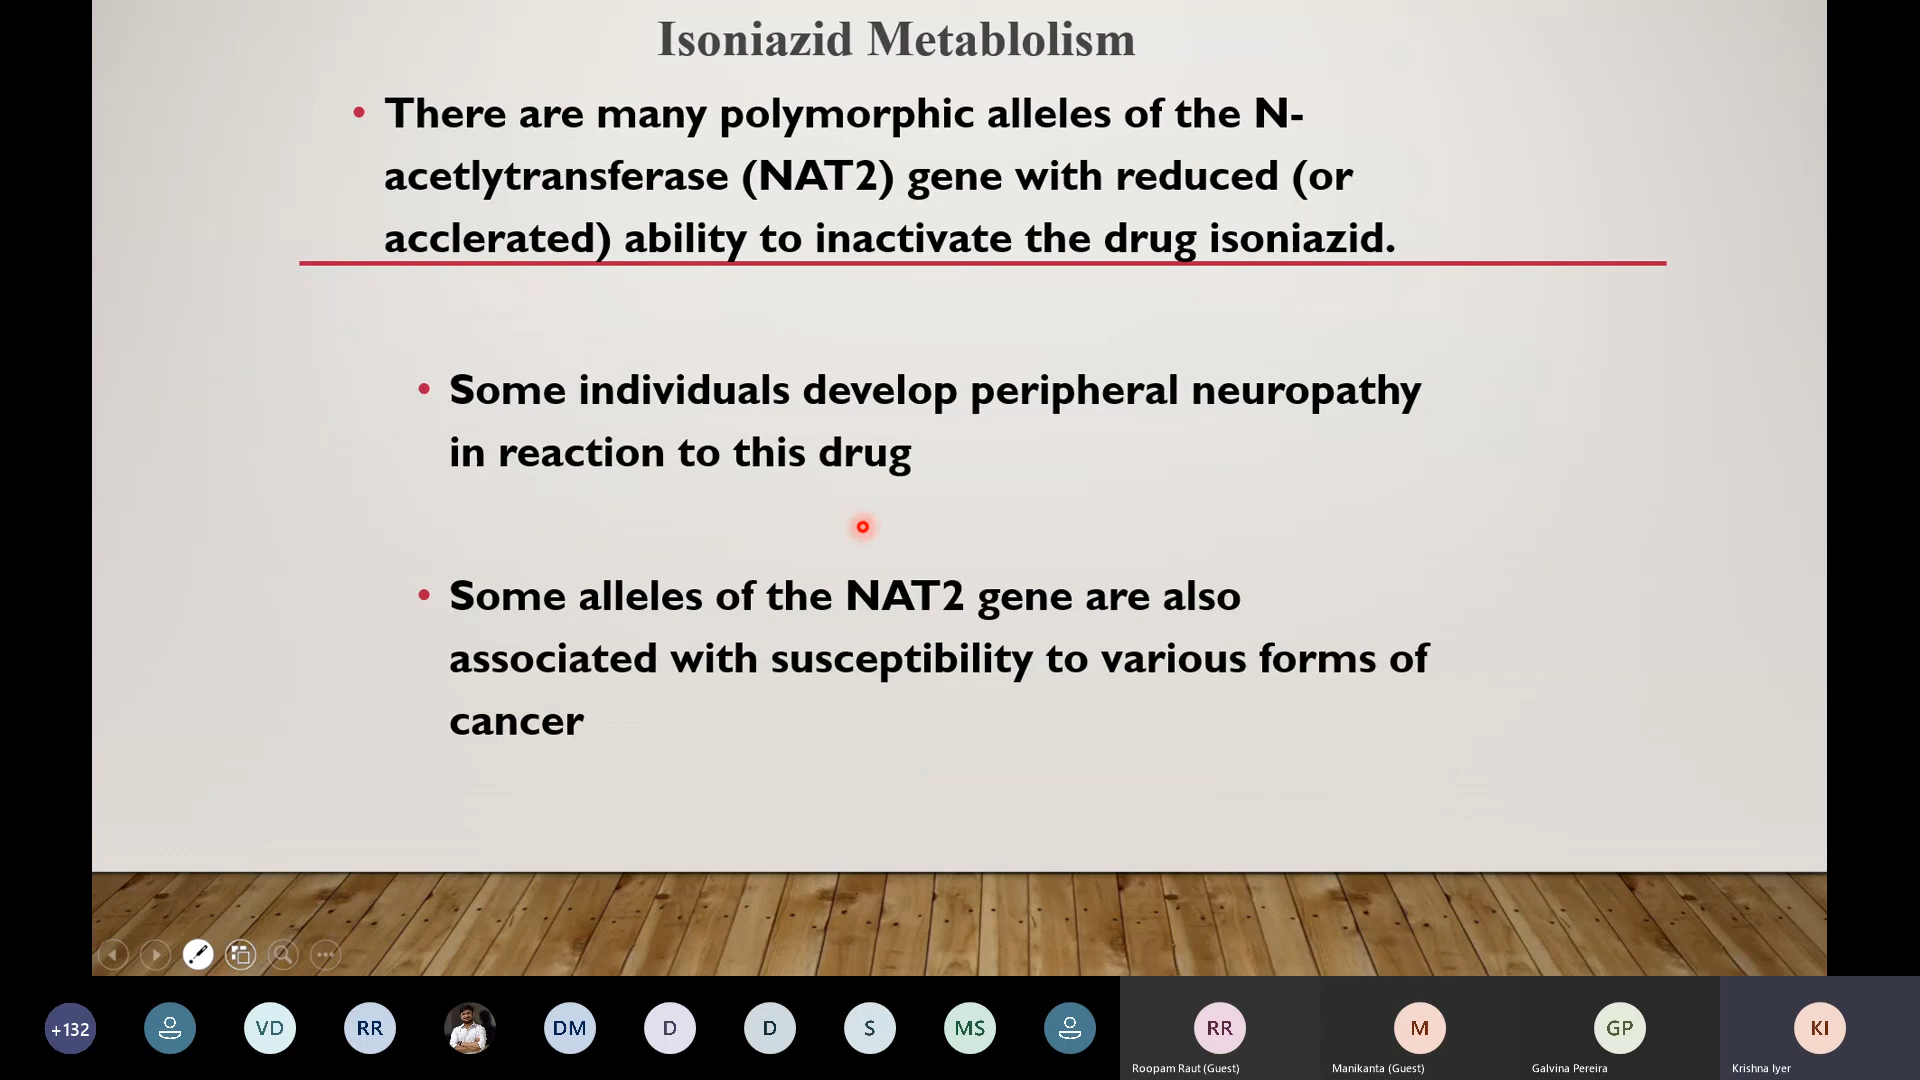 Isoniazid Metablolism
• There are many polymorphic alleles of the N-
acetlytransferase (NAT2) gene with reduced (or
acclerated) ability to inactivate the drug isoniazid.
• Some individuals develop peripheral neuropathy
in reaction to this drug
• Some alleles of the NAT2 gene are also
associated with susceptibility to various forms of
cancer
+132
VD
RR
DM
D
D
S
MS
RR
M
GP
KI
Roopam Raut (Guest)
Manikanta (Guest)
Galvina Pereira
Krishna Iyer